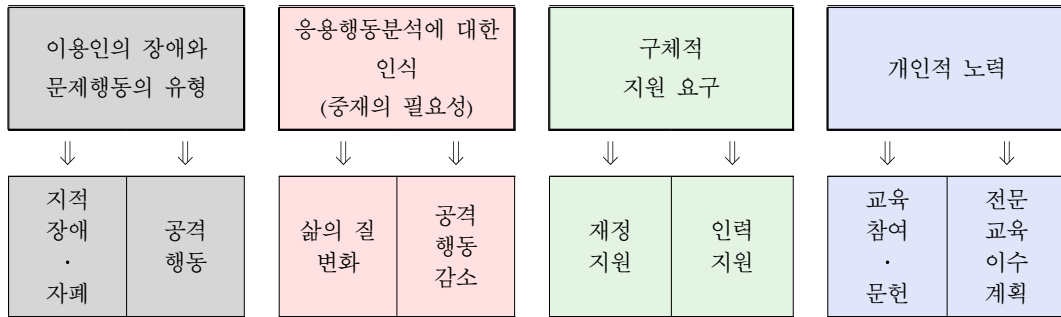 이용인의 장애와
문제행동의 유형
응용행동분석에 대한
인식
(중재의 필요성)
구체적
지원 요구
개인적 노력
⇓ ⇓ ⇓ ⇓ ⇓ ⇓ ⇓ ⇓
지적
장애
·
자폐
공격
행동
삶의 질
변화
공격
행동
감소
재정
지원
인력
지원
교육
참여
·
문헌
전문
교육
이수
계획